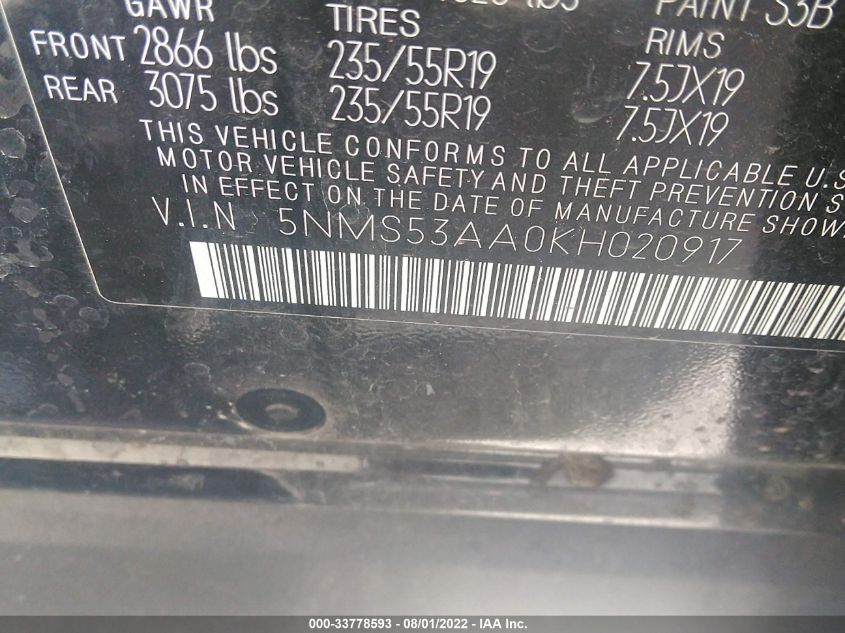 GAWR TIRES PAINT S3B
FRONT 2866 lbs 235/55R19 RIMS 7.5JX19
REAR 3075 lbs 235/55R19 7.5JX19
THIS VEHICLE CONFORMS TO ALL APPLICABLE U.S
MOTOR VEHICLE SAFETY AND THEFT PREVENTION S
IN EFFECT ON THE DATE OF MANUFACTURE SHOW
V.I.N 5NMS53AA0KH020917
000-33778593 - 08/01/2022 - IAA Inc.